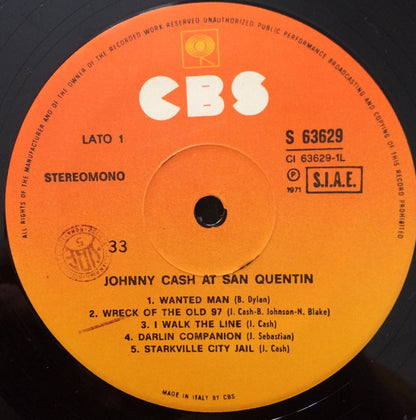 ALL RIGHTS OF THE MANUFACTURER AND OF THE OWNER OF THE RECORDED WORK RESERVED UNAUTHORIZED PUBLIC PERFORMANCE BROADCASTING AND COPYING OF THIS RECORD PROHIBITED
CBS
LATO 1
S 63629
CI 63629-1L
STEREOMONO
Ⓟ
1971
S.I.A.E.
33
JOHNNY CASH AT SAN QUENTIN
1. WANTED MAN (B. Dylan)
2. WRECK OF THE OLD 97 (I. Cash-B. Johnson-N. Blake)
3. I WALK THE LINE (I. Cash)
4. DARLIN COMPANION (I. Sebastian)
5. STARKVILLE CITY JAIL (I. Cash)
MADE IN ITALY BY CBS